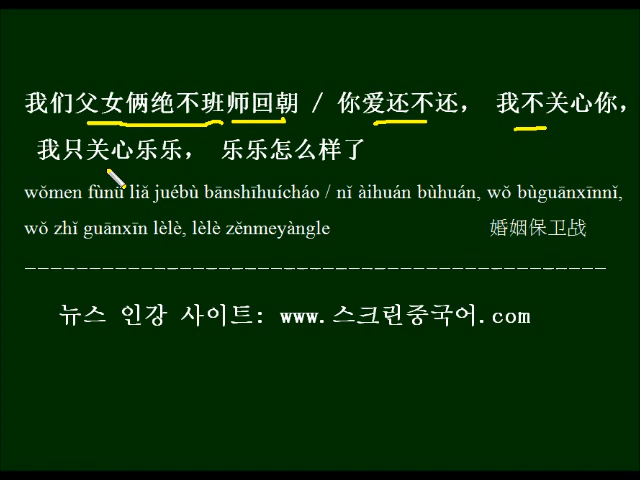 我们父女俩绝不班师回朝 / 你爱还不还， 我不关心你，
我只关心乐乐， 乐乐怎么样了
wǒmen fùnǚ liǎ juébù bānshīhuícháo / nǐ àihuán bùhuán, wǒ bùguānxīnnǐ,
wǒ zhǐ guānxīn lèlè, lèlè zěnmeyàngle 婚姻保卫战
뉴스 인강 사이트: www.스크린중국어.com